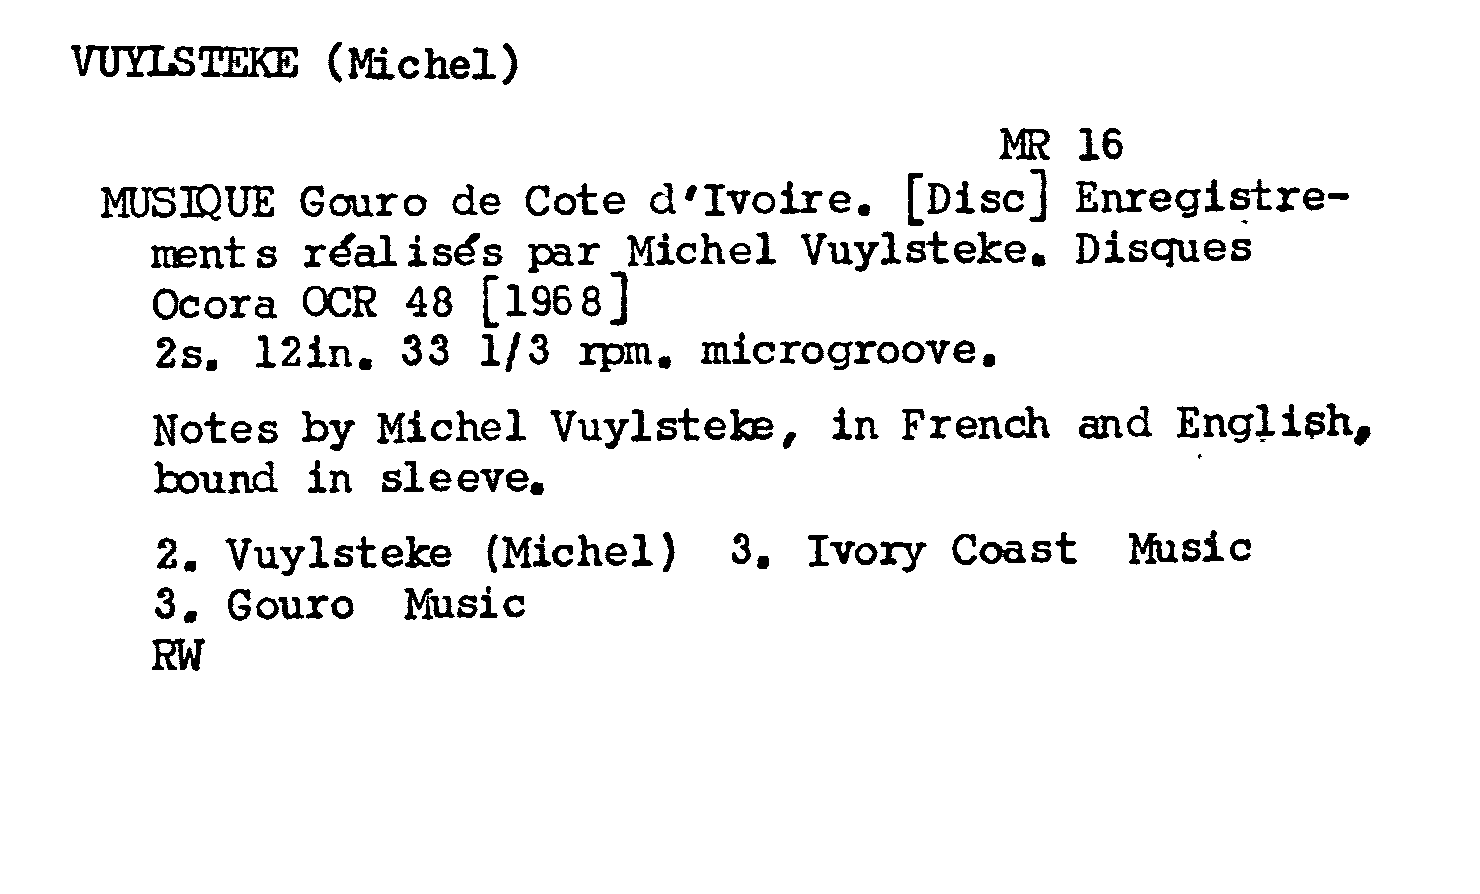 VUYLSTEKE (Michel)
MR 16
MUSIQUE Gouro de Cote d'Ivoire. [Disc] Enregistre-
ments réalisés par Michel Vuylsteke. Disques
Ocora OCR 48 [1968]
2s. 12in. 33 1/3 rpm. microgroove.
Notes by Michel Vuylsteke, in French and English,
bound in sleeve.
2. Vuylsteke (Michel)  3. Ivory Coast  Music
3. Gouro  Music
RW